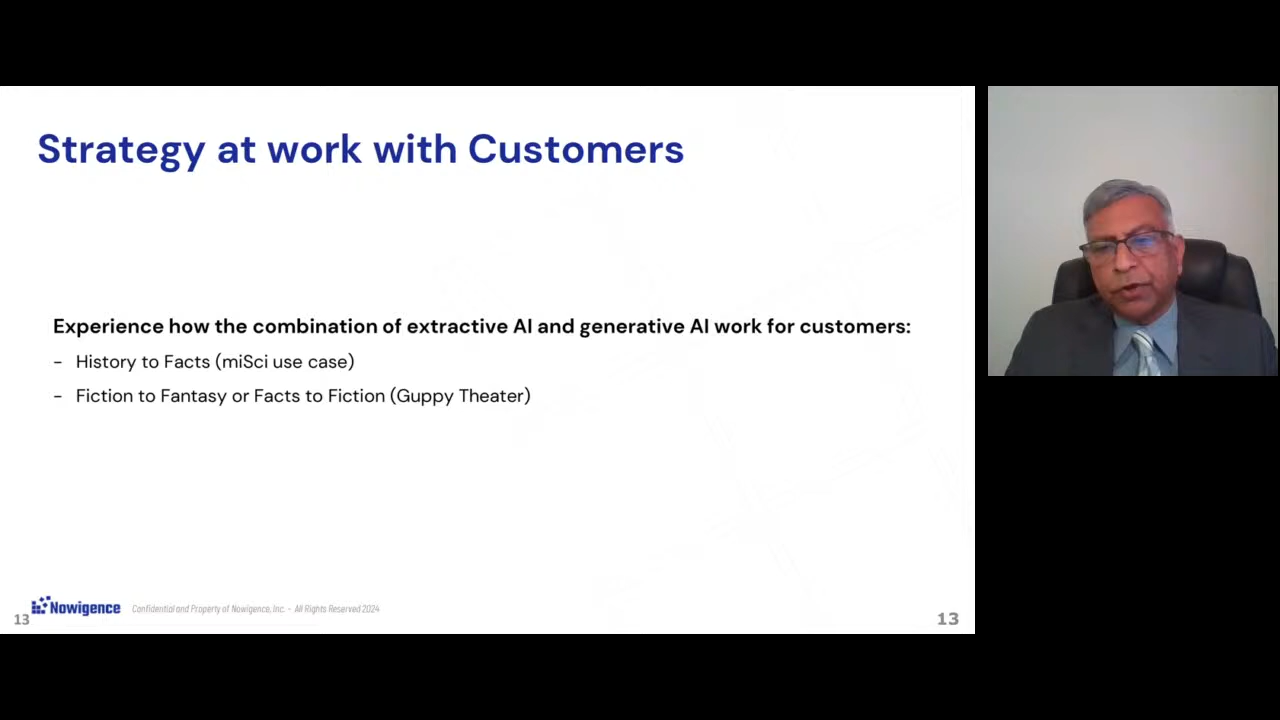 Strategy at work with Customers
Experience how the combination of extractive AI and generative AI work for customers:
- History to Facts (miSci use case)
- Fiction to Fantasy or Facts to Fiction (Guppy Theater)
13
Nowigence
Confidential and Property of Nowigence, Inc. - All Rights Reserved 2024
13